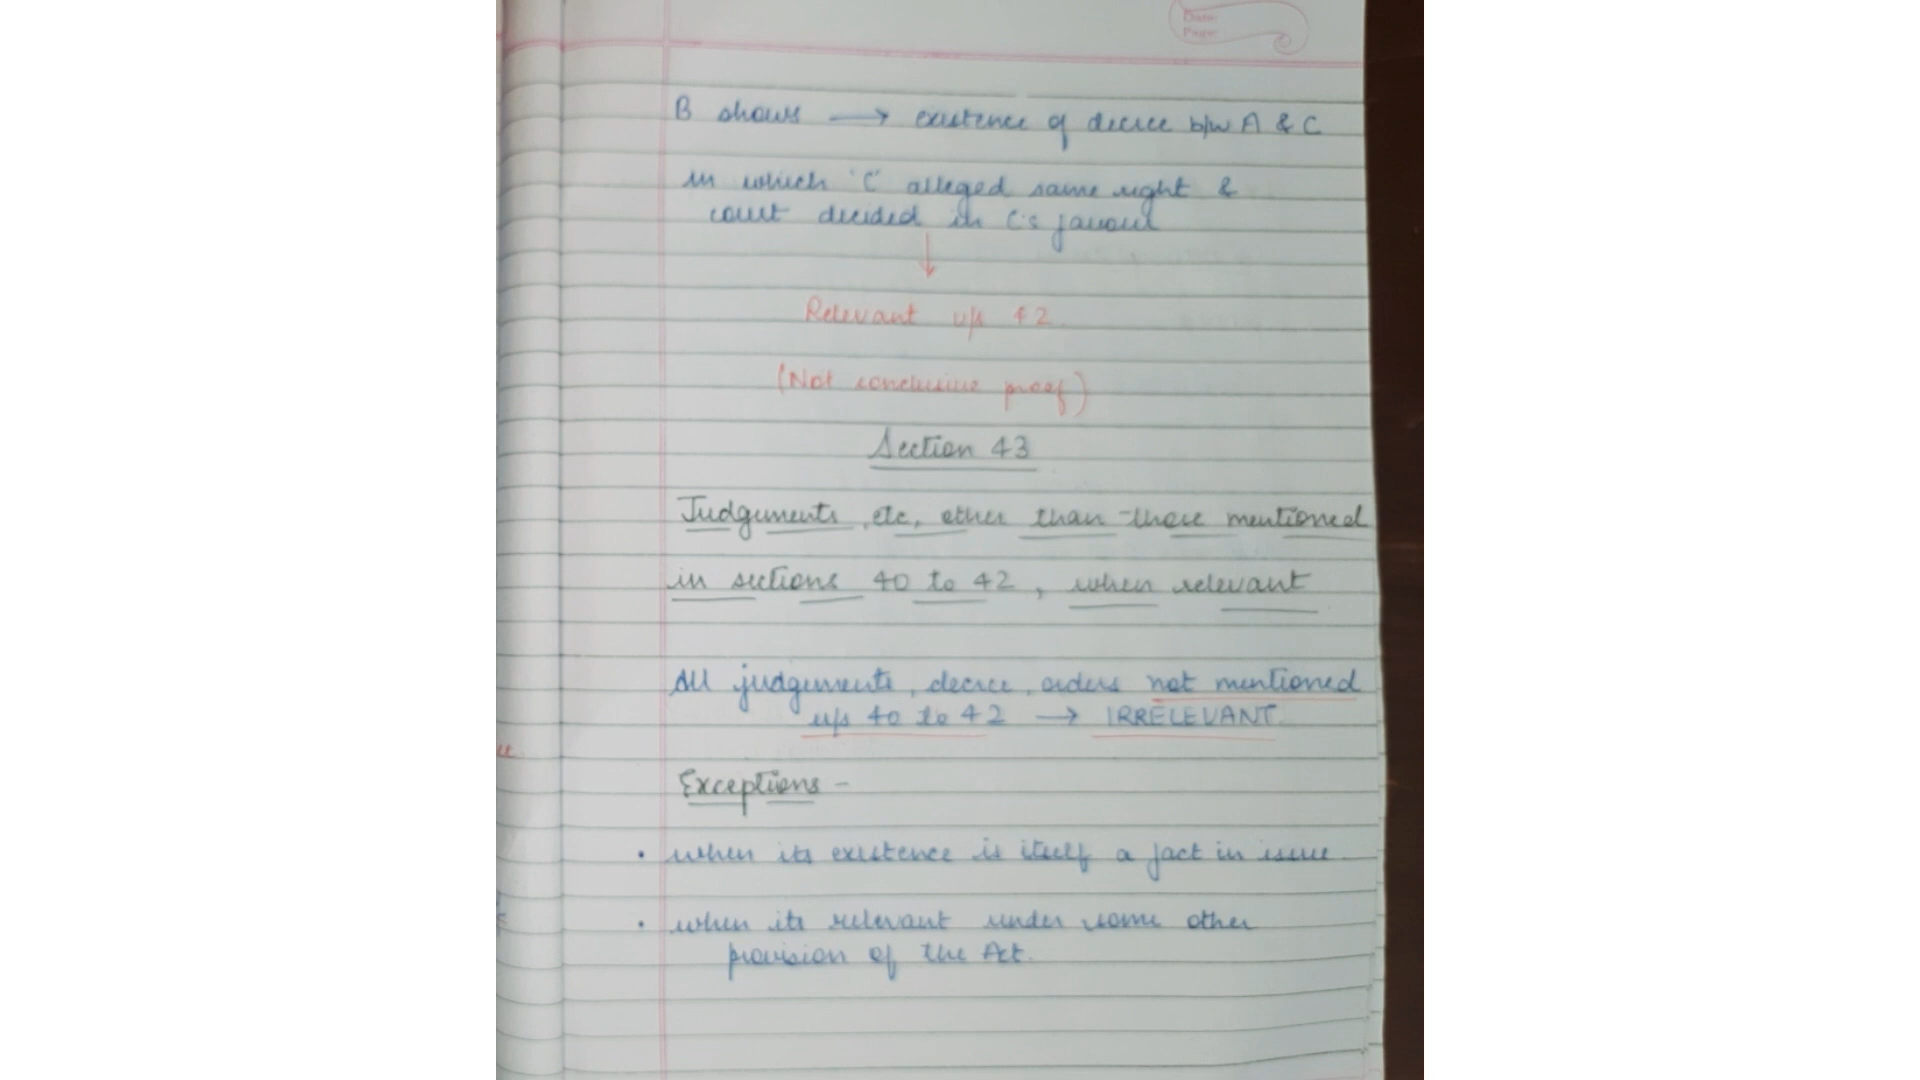 Date:
Page:
B shows → existence of decree b/w A & C
in which 'C' alleged same right &
court decided in C's favour
↓
Relevant u/s 42.
(Not conclusive proof)
Section 43
Judgements, etc, other than those mentioned
in sections 40 to 42, when relevant
All judgements, decree, orders not mentioned
u/s 40 to 42 → IRRELEVANT.
Exceptions -
• when its existence is itself a fact in issue.
• when its relevant under some other
provision of the Act.